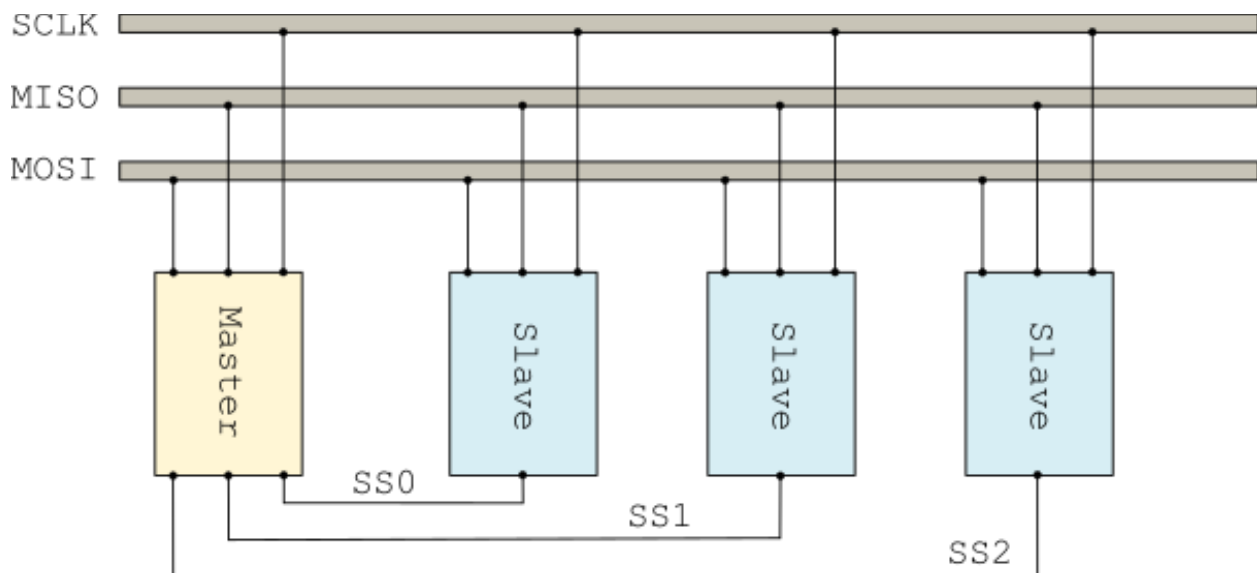 SCLK
MISO
MOSI
Master
Slave
Slave
Slave
SS0
SS1
SS2